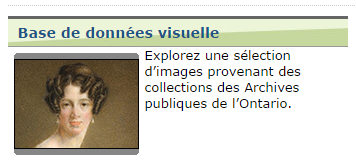 Base de données visuelle
Explorez une sélection
d’images provenant des
collections des Archives
publiques de l’Ontario.